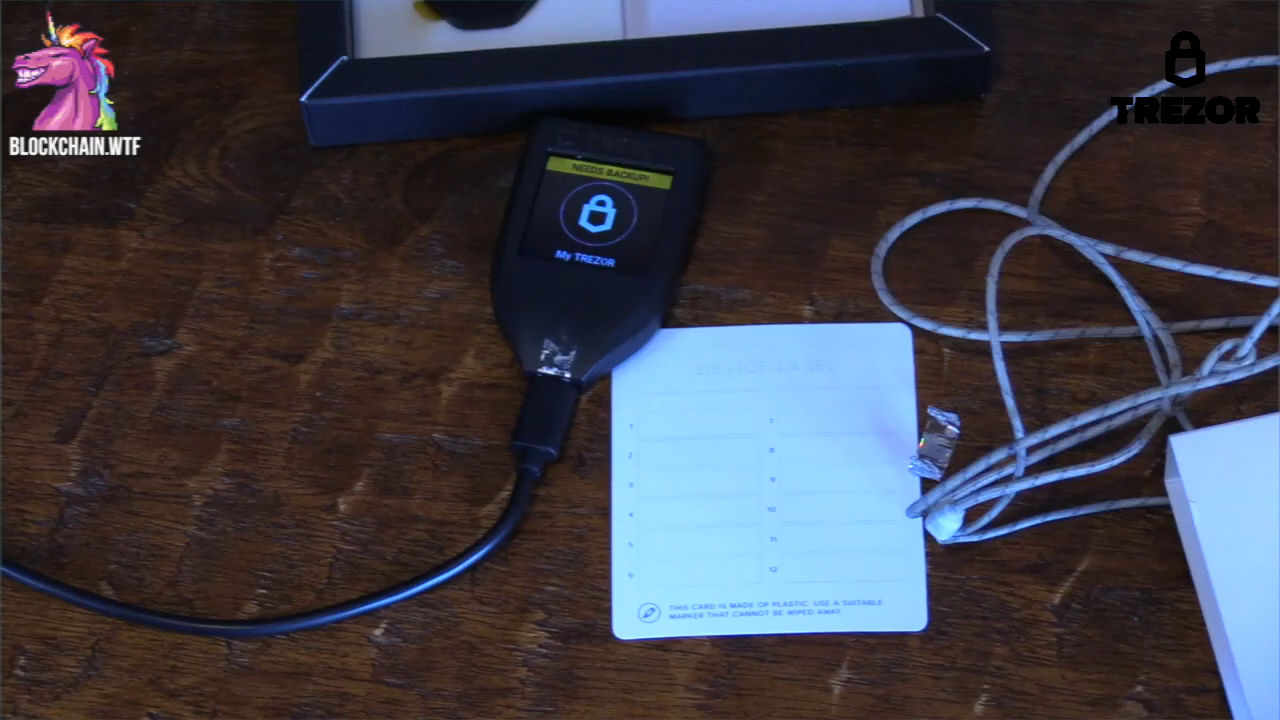 BLOCKCHAIN.WTF
TREZOR
NEEDS BACKUP!
My TREZOR
DEVICE LABEL
1
2
3
4
5
6
7
8
9
10
11
12
THIS CARD IS MADE OF PLASTIC. USE A SUITABLE
MARKER THAT CANNOT BE WIPED AWAY.